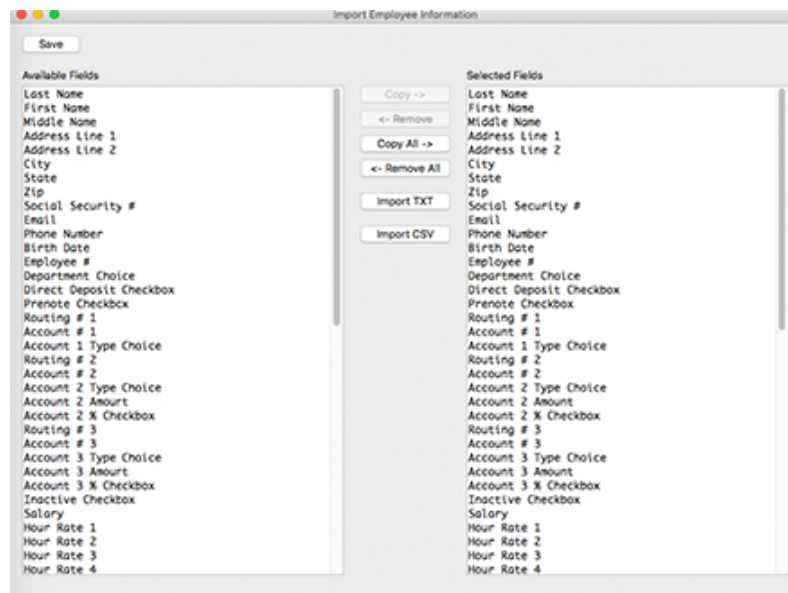 Import Employee Information
Save
Available Fields
Last Name
First Name
Middle Name
Address Line 1
Address Line 2
City
State
Zip
Social Security #
Email
Phone Number
Birth Date
Employee #
Department Choice
Direct Deposit Checkbox
Prenote Checkbox
Routing # 1
Account # 1
Account 1 Type Choice
Routing # 2
Account # 2
Account 2 Type Choice
Account 2 Amount
Account 2 % Checkbox
Routing # 3
Account # 3
Account 3 Type Choice
Account 3 Amount
Account 3 % Checkbox
Inactive Checkbox
Salary
Hour Rate 1
Hour Rate 2
Hour Rate 3
Hour Rate 4
Copy ->
<- Remove
Copy All ->
<- Remove All
Import TXT
Import CSV
Selected Fields
Last Name
First Name
Middle Name
Address Line 1
Address Line 2
City
State
Zip
Social Security #
Email
Phone Number
Birth Date
Employee #
Department Choice
Direct Deposit Checkbox
Prenote Checkbox
Routing # 1
Account # 1
Account 1 Type Choice
Routing # 2
Account # 2
Account 2 Type Choice
Account 2 Amount
Account 2 % Checkbox
Routing # 3
Account # 3
Account 3 Type Choice
Account 3 Amount
Account 3 % Checkbox
Inactive Checkbox
Salary
Hour Rate 1
Hour Rate 2
Hour Rate 3
Hour Rate 4